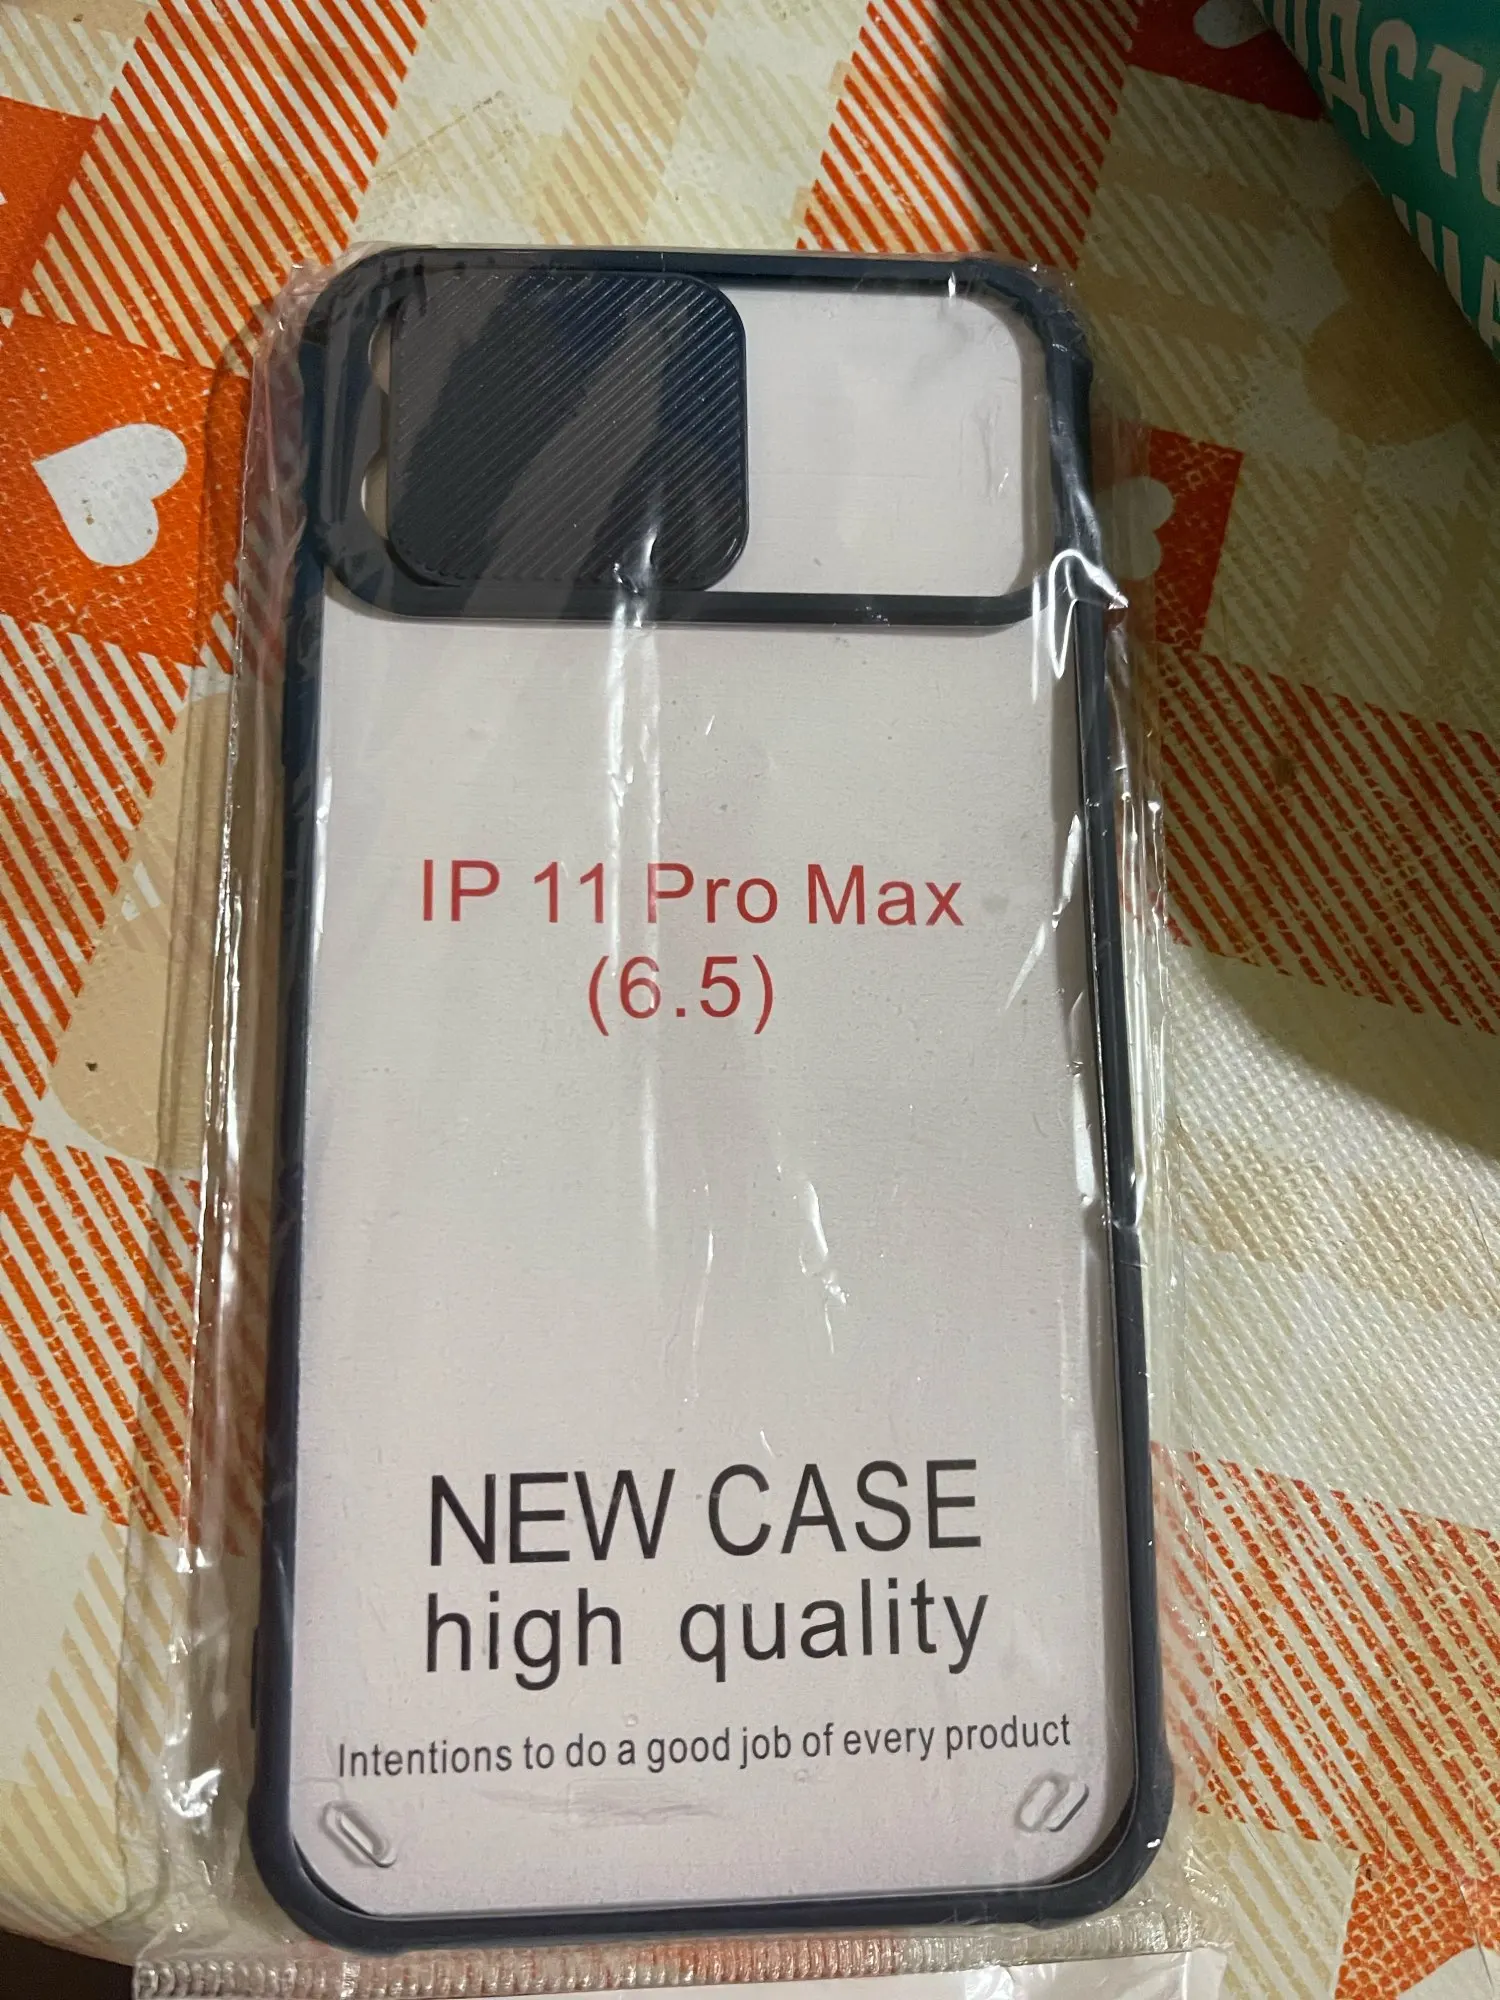 IP 11 Pro Max
(6.5)
NEW CASE
high quality
Intentions to do a good job of every product